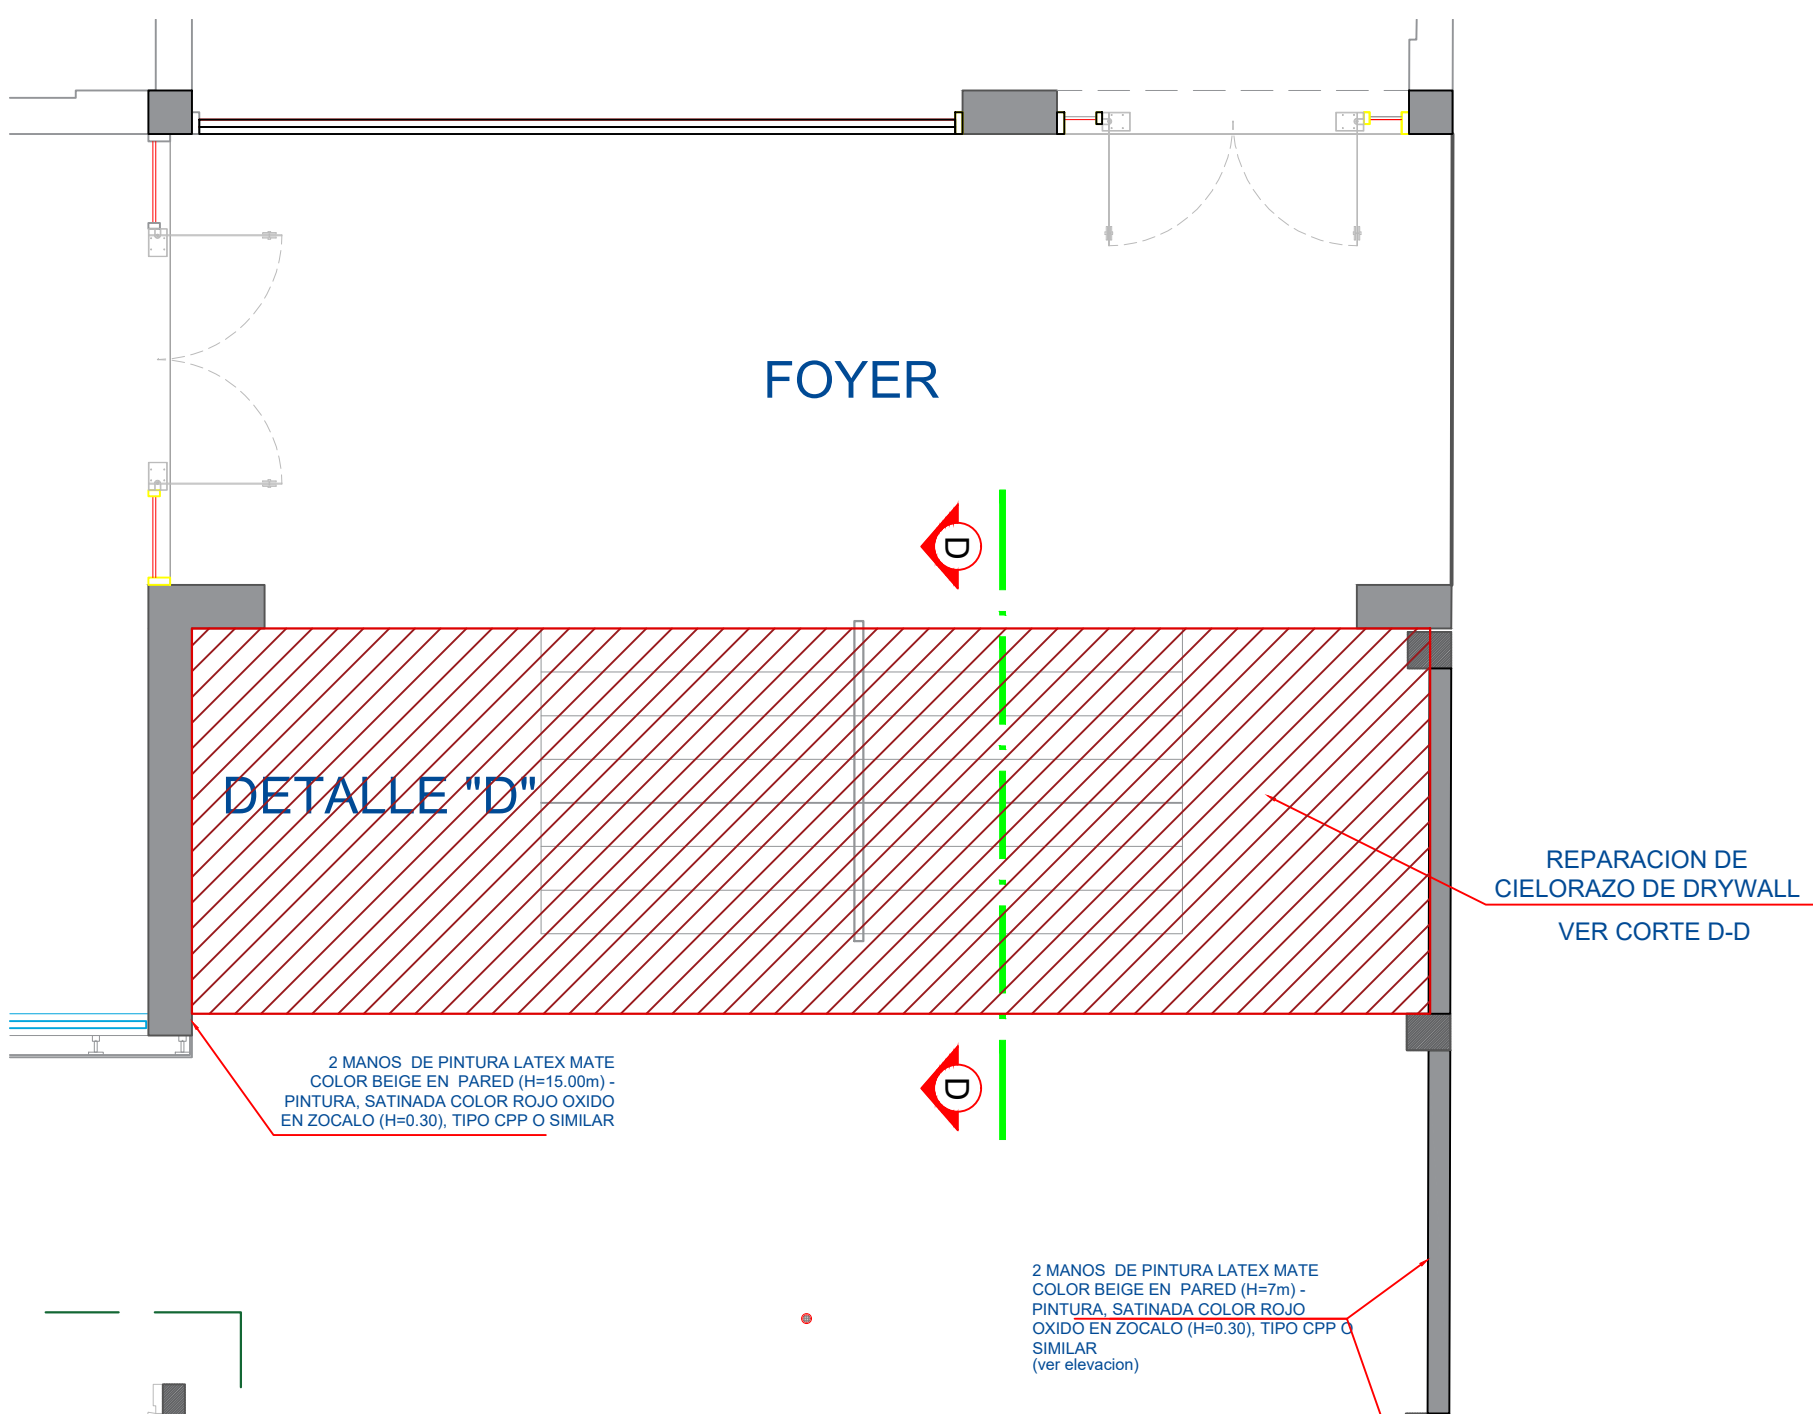 FOYER
D
DETALLE "D"
REPARACION DE
CIELORAZO DE DRYWALL
VER CORTE D-D
2 MANOS DE PINTURA LATEX MATE
COLOR BEIGE EN PARED (H=15.00m) -
PINTURA, SATINADA COLOR ROJO OXIDO
EN ZOCALO (H=0.30), TIPO CPP O SIMILAR
D
2 MANOS DE PINTURA LATEX MATE
COLOR BEIGE EN PARED (H=7m) -
PINTURA, SATINADA COLOR ROJO
OXIDO EN ZOCALO (H=0.30), TIPO CPP O
SIMILAR
(ver elevacion)